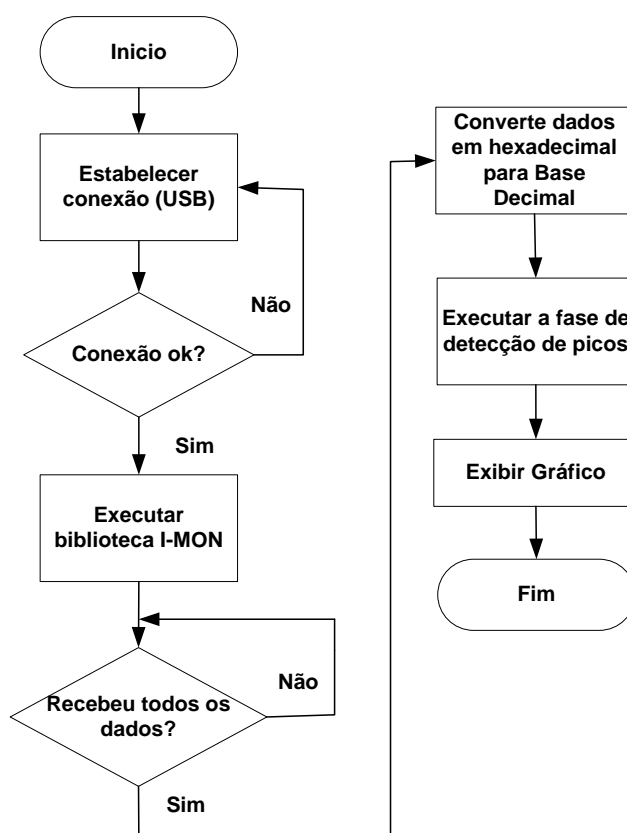 Inicio
Estabelecer
conexão (USB)
Não
Conexão ok?
Sim
Executar
biblioteca I-MON
Não
Recebeu todos os
dados?
Sim
Converte dados
em hexadecimal
para Base
Decimal
Executar a fase de
detecção de picos
Exibir Gráfico
Fim